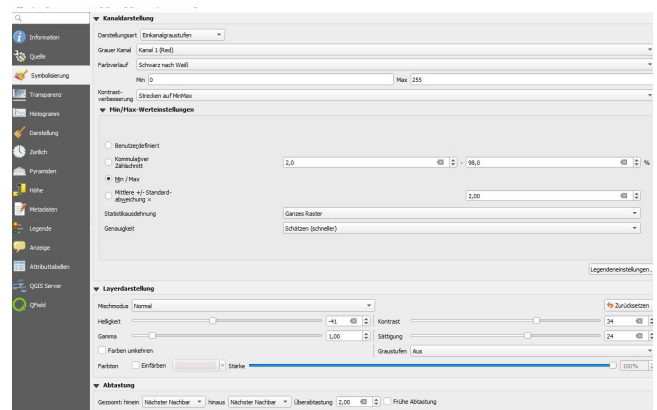 Information
Quelle
Symbolisierung
Transparenz
Histogramm
Darstellung
Zeitlich
Pyramiden
Höhe
Metadaten
Legende
Anzeige
Attributtabellen
QGIS Server
QField
Kanaldarstellung
Darstellungsart Einkanalgraustufen
Grauer Kanal Kanal 1 (Red)
Farbverlauf Schwarz nach Weiß
Min 0 Max 255
Kontrast-
verbesserung Strecken auf MinMax
Min/Max-Werteinstellungen
Benutzerdefiniert
Kommulativer
Zählschnitt 2,0 - 98,0 %
Min / Max
Mittlere +/- Standard-
abweichung × 2,00
Statistikausdehnung Ganzes Raster
Genauigkeit Schätzen (schneller)
Legendeneinstellungen...
Layerdarstellung
Mischmodus Normal Zurücksetzen
Helligkeit -41 Kontrast 34
Gamma 1,00 Sättigung 24
Farben umkehren Graustufen Aus
Farbton Einfärben Stärke 100%
Abtastung
Gezoomt: hinein Nächster Nachbar hinaus Nächster Nachbar Überabtastung 2,00 Frühe Abtastung